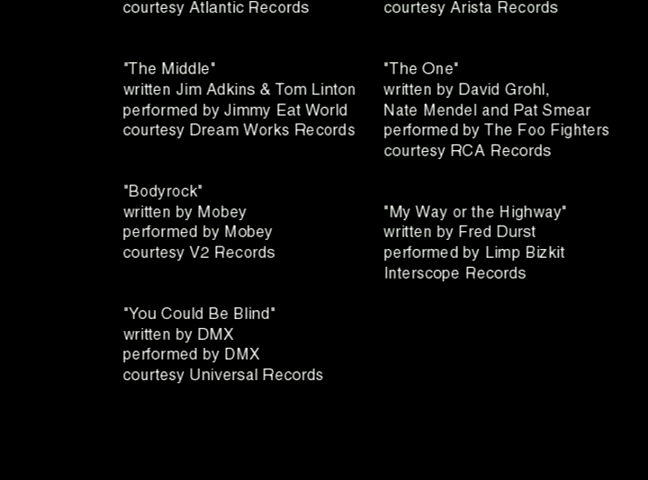 courtesy Atlantic Records
"The Middle"
written Jim Adkins & Tom Linton
performed by Jimmy Eat World
courtesy Dream Works Records
"Bodyrock"
written by Mobey
performed by Mobey
courtesy V2 Records
"You Could Be Blind"
written by DMX
performed by DMX
courtesy Universal Records
courtesy Arista Records
"The One"
written by David Grohl,
Nate Mendel and Pat Smear
performed by The Foo Fighters
courtesy RCA Records
"My Way or the Highway"
written by Fred Durst
performed by Limp Bizkit
Interscope Records